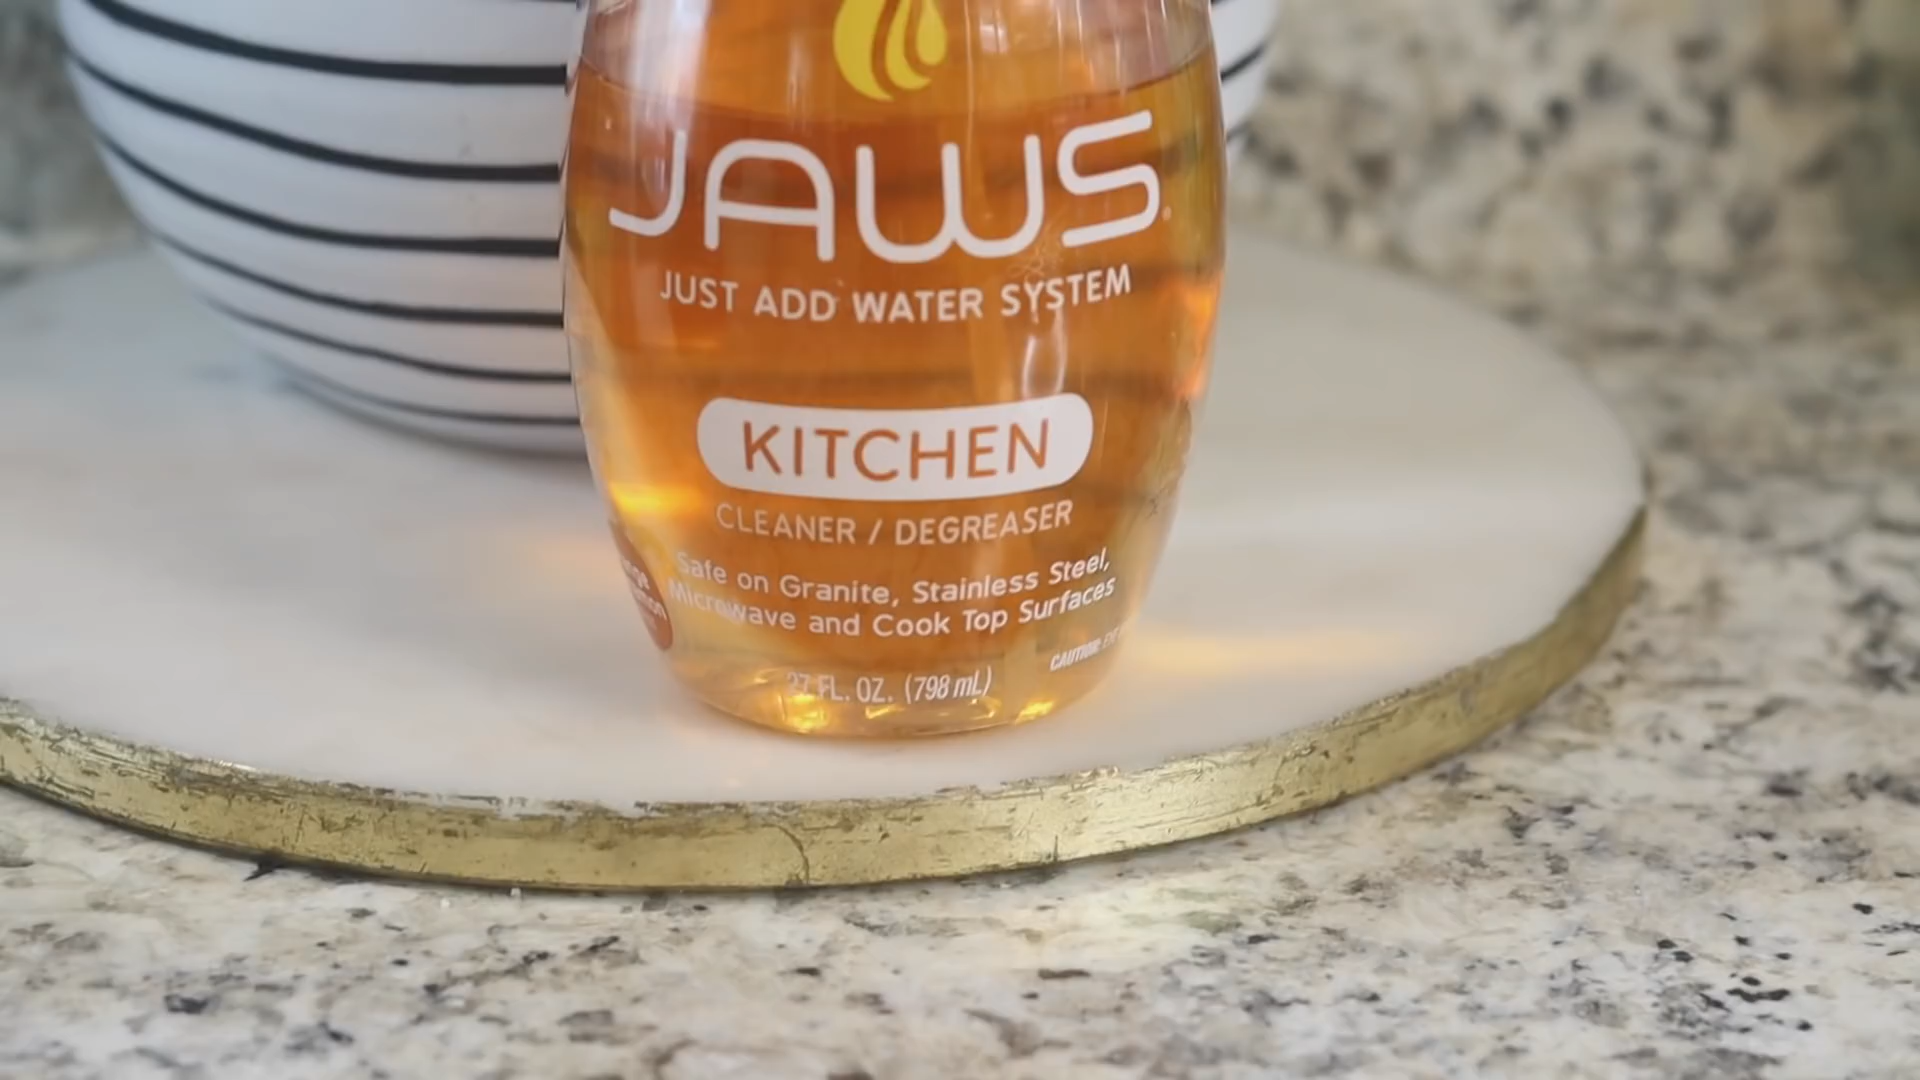 JAWS
JUST ADD WATER SYSTEM
KITCHEN
CLEANER / DEGREASER
Safe on Granite, Stainless Steel,
Microwave and Cook Top Surfaces
CAUTION:
27 FL. OZ. (798 mL)